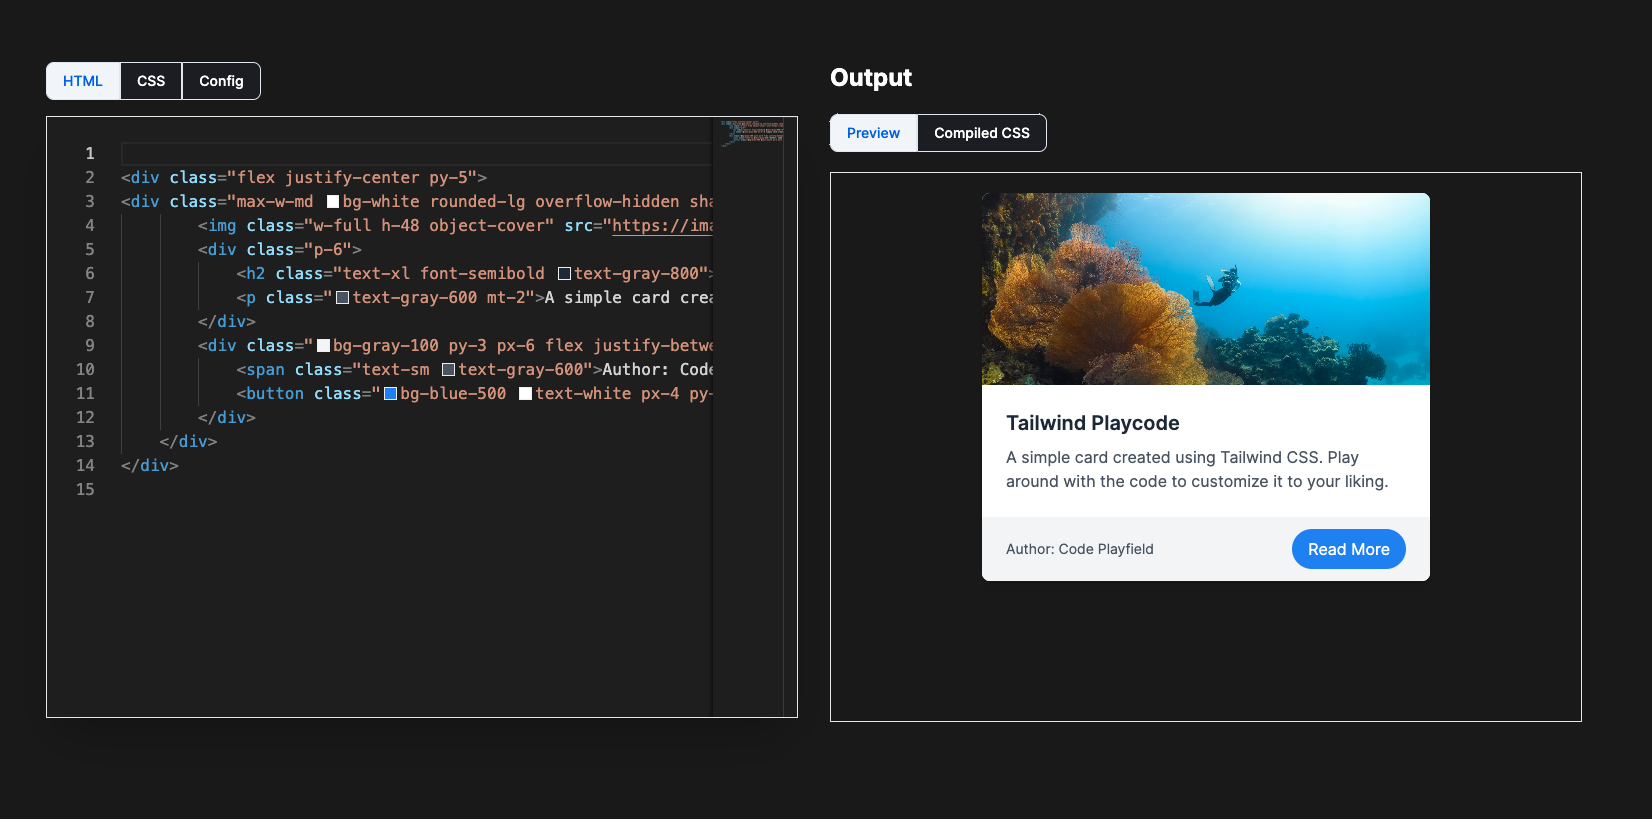 HTML CSS Config
1
2 <div class="flex justify-center py-5">
3 <div class="max-w-md bg-white rounded-lg overflow-hidden sha
4 <img class="w-full h-48 object-cover" src="https://ima
5 <div class="p-6">
6 <h2 class="text-xl font-semibold text-gray-800">
7 <p class="text-gray-600 mt-2">A simple card crea
8 </div>
9 <div class="bg-gray-100 py-3 px-6 flex justify-betwe
10 <span class="text-sm text-gray-600">Author: Code
11 <button class="bg-blue-500 text-white px-4 py-
12 </div>
13 </div>
14 </div>
15
Output
Preview Compiled CSS
Tailwind Playcode
A simple card created using Tailwind CSS. Play
around with the code to customize it to your liking.
Author: Code Playfield
Read More